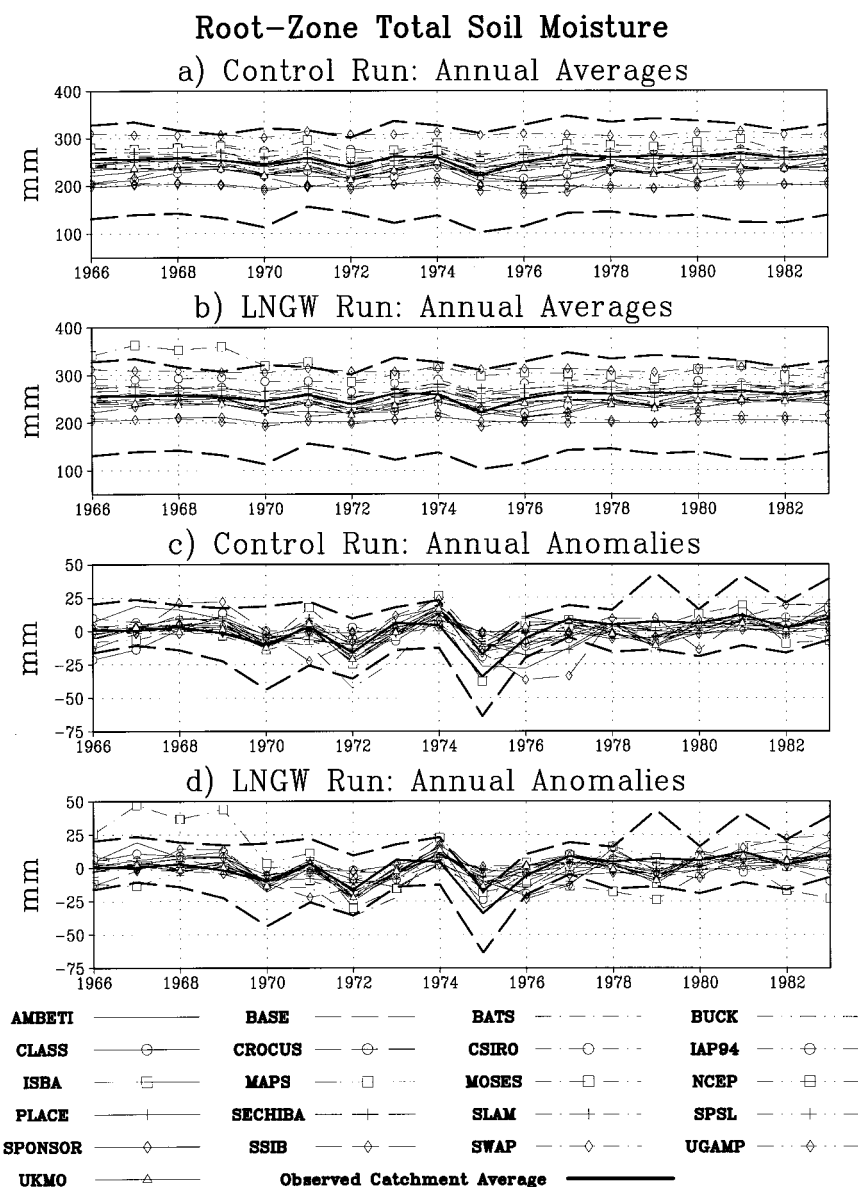 Root-Zone Total Soil Moisture
a) Control Run: Annual Averages
400
300
200
100
mm
1966 1968 1970 1972 1974 1976 1978 1980 1982
b) LNGW Run: Annual Averages
400
300
200
100
mm
1966 1968 1970 1972 1974 1976 1978 1980 1982
c) Control Run: Annual Anomalies
50
25
0
-25
-50
-75
mm
1966 1968 1970 1972 1974 1976 1978 1980 1982
d) LNGW Run: Annual Anomalies
50
25
0
-25
-50
-75
mm
1966 1968 1970 1972 1974 1976 1978 1980 1982
AMBETI BASE BATS BUCK
CLASS CROCUS CSIRO IAP94
ISBA MAPS MOSES NCEP
PLACE SECHIBA SLAM SPSL
SPONSOR SSIB SWAP UGAMP
UKMO Observed Catchment Average